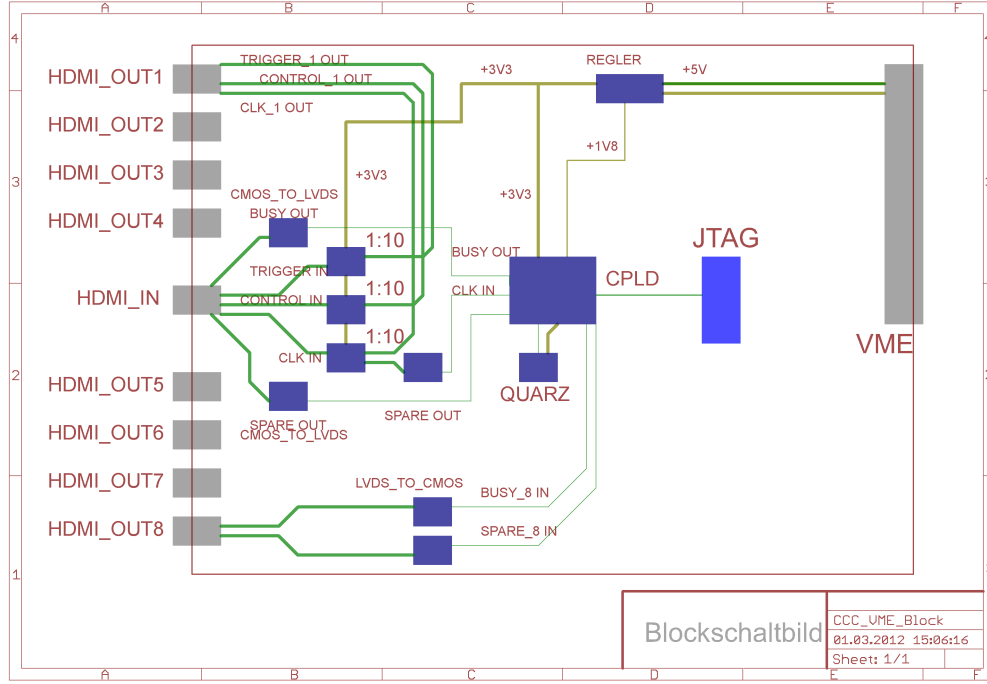 A B C D E F
4
TRIGGER_1 OUT
REGLER
HDMI_OUT1
CONTROL_1 OUT
+3V3
+5V
CLK_1 OUT
HDMI_OUT2
+1V8
HDMI_OUT3
+3V3
3
CMOS_TO_LVDS
+3V3
BUSY OUT
HDMI_OUT4
1:10
JTAG
BUSY OUT
TRIGGER IN
CPLD
1:10
CLK IN
HDMI_IN
CONTROL_IN
1:10
VME
CLK IN
2
HDMI_OUT5
QUARZ
SPARE OUT
SPARE OUT
HDMI_OUT6
CMOS_TO_LVDS
HDMI_OUT7
LVDS_TO_CMOS
BUSY_8 IN
HDMI_OUT8
SPARE_8 IN
1
Blockschaltbild
CCC_VME_Block
01.03.2012 15:06:16
Sheet: 1/1
A B C D E F